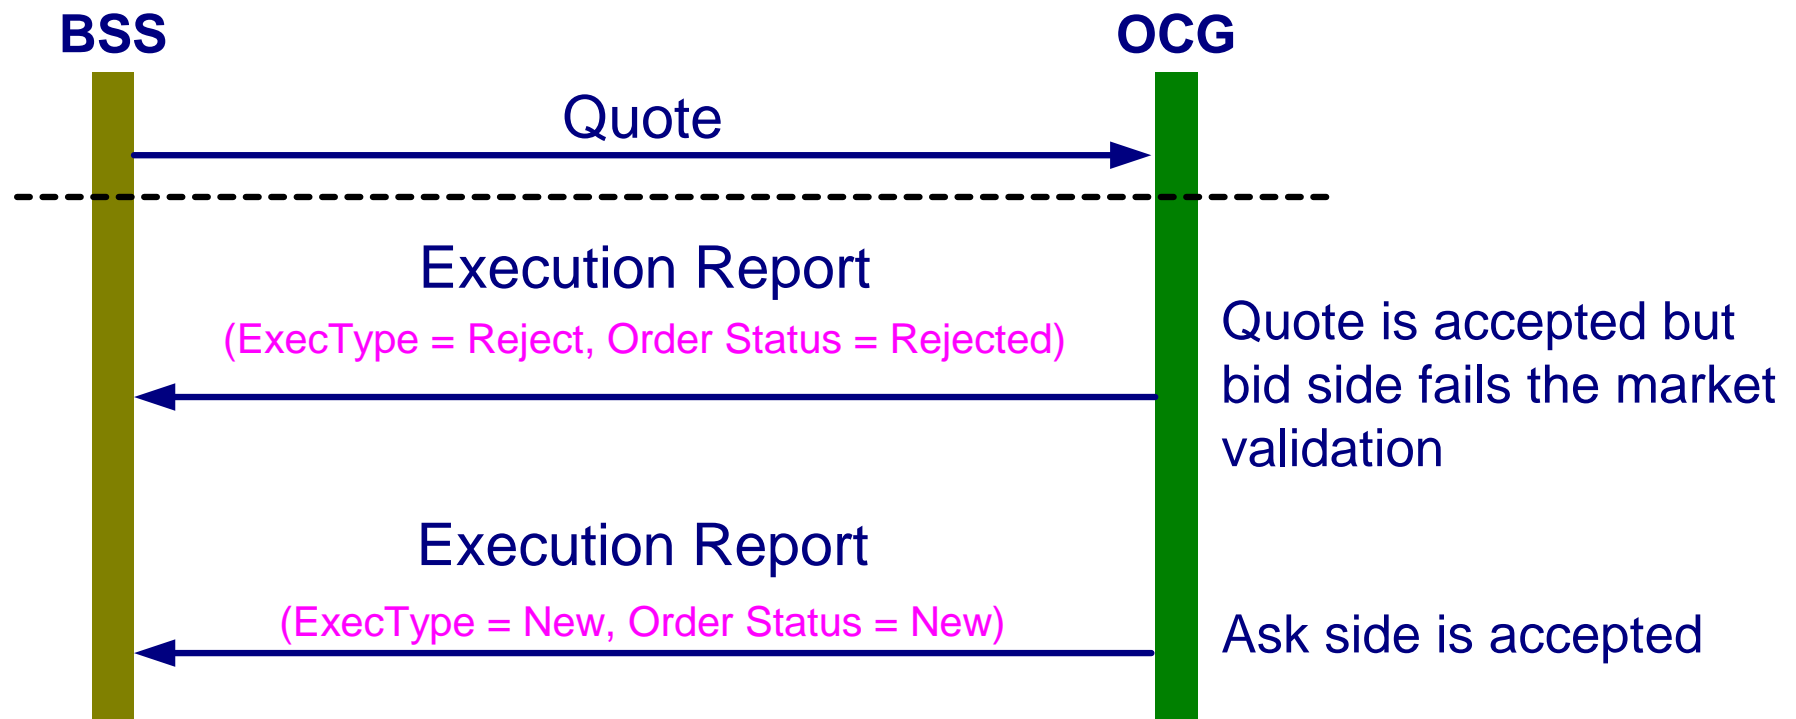 BSS
OCG
Quote
Execution Report
(ExecType = Reject, Order Status = Rejected)
Quote is accepted but
bid side fails the market
validation
Execution Report
(ExecType = New, Order Status = New)
Ask side is accepted